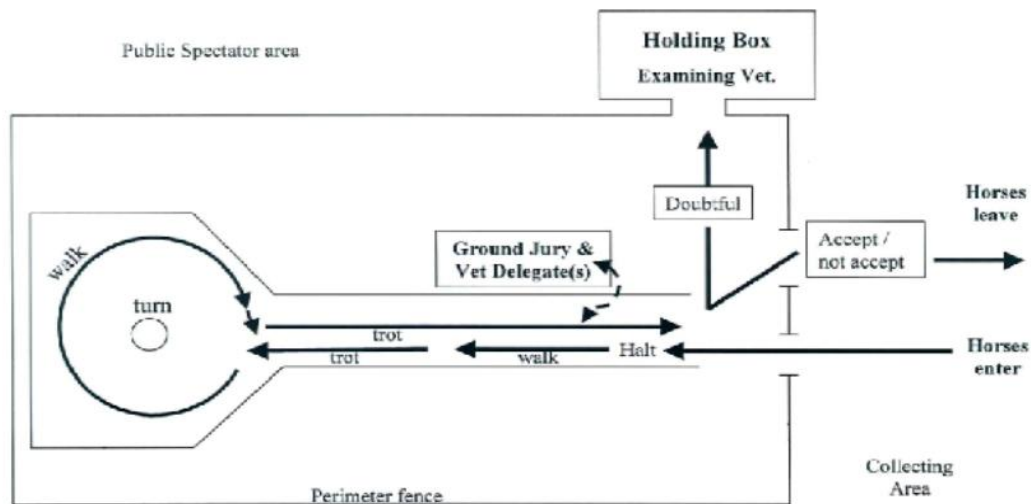 Public Spectator area
Holding Box
Examining Vet.
Doubtful
Horses
leave
Accept /
not accept
Ground Jury &
Vet Delegate(s)
walk
turn
trot
trot
walk
Halt
Horses
enter
Collecting
Area
Perimeter fence